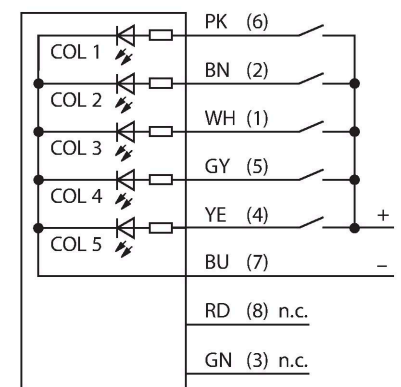 PK (6)
COL 1
BN (2)
COL 2
WH (1)
COL 3
GY (5)
COL 4
YE (4)
+
COL 5
BU (7)
–
RD (8) n.c.
GN (3) n.c.